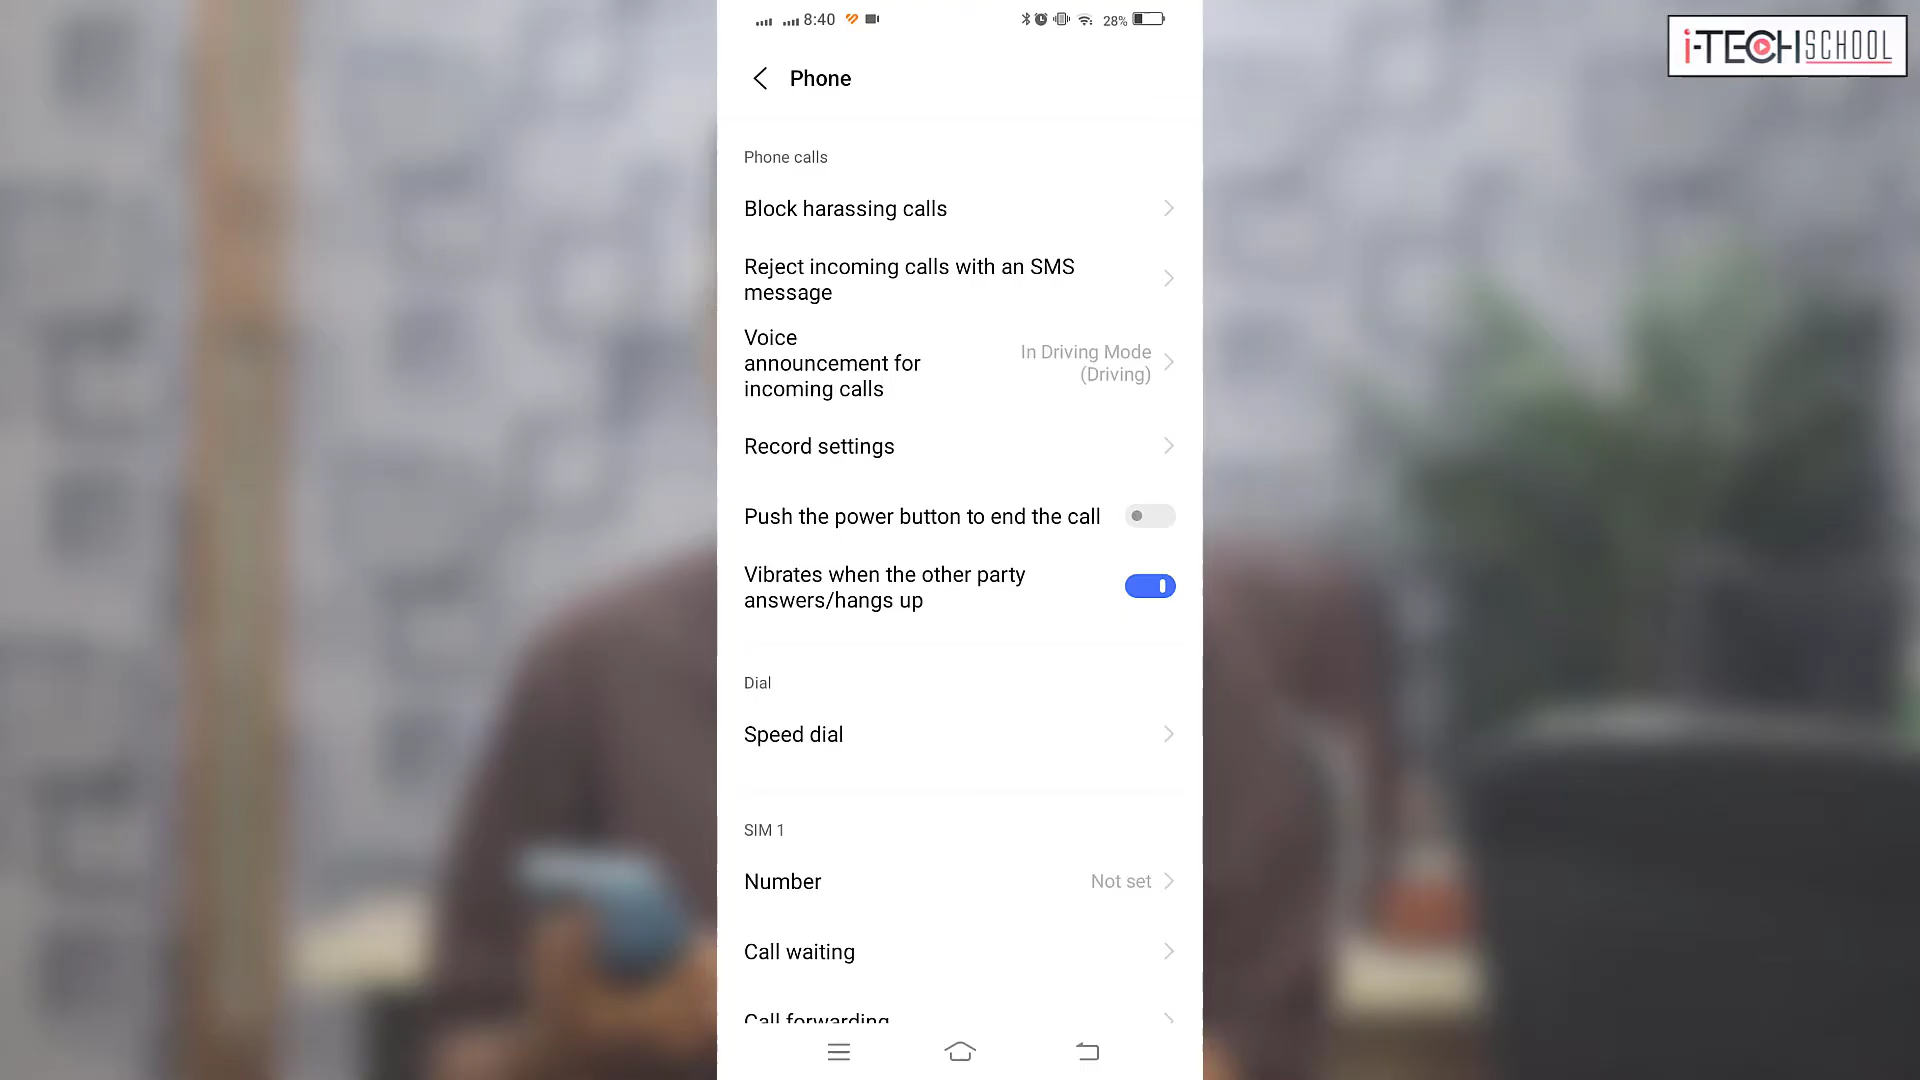 8:40
28%
i-TECH SCHOOL
Phone
Phone calls
Block harassing calls
Reject incoming calls with an SMS
message
Voice
announcement for
incoming calls
In Driving Mode
(Driving)
Record settings
Push the power button to end the call
Vibrates when the other party
answers/hangs up
Dial
Speed dial
SIM 1
Number
Not set
Call waiting
Call forwarding